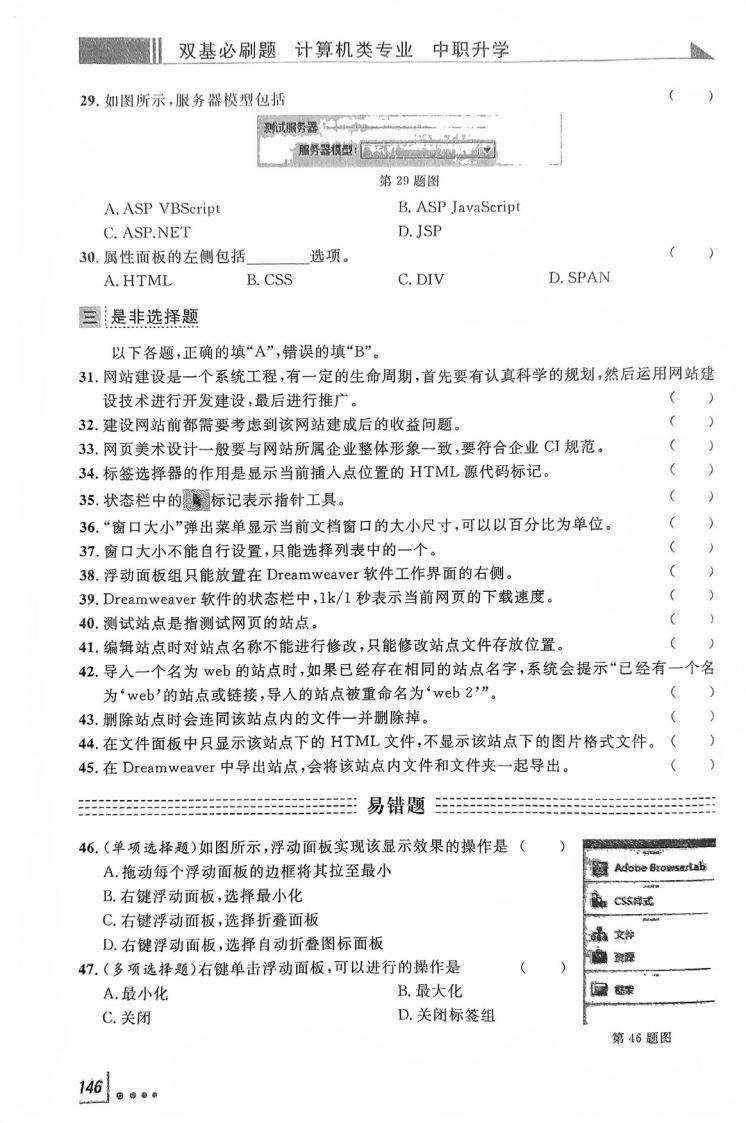 双基必刷题 计算机类专业 中职升学
29.如图所示,服务器模型包括 ( )
测试服务器
服务器模型:
第 29 题图
A. ASP VBScript B. ASP JavaScript
C. ASP.NET D. JSP
30.属性面板的左侧包括________选项。 ( )
A. HTML B. CSS C. DIV D. SPAN
三 是非选择题
以下各题,正确的填“A”,错误的填“B”。
31.网站建设是一个系统工程,有一定的生命周期,首先要有认真科学的规划,然后运用网站建
设技术进行开发建设,最后进行推广。 ( )
32.建设网站前都需要考虑到该网站建成后的收益问题。 ( )
33.网页美术设计一般要与网站所属企业整体形象一致,要符合企业 CI 规范。 ( )
34.标签选择器的作用是显示当前插入点位置的 HTML 源代码标记。 ( )
35.状态栏中的标记表示指针工具。 ( )
36.“窗口大小”弹出菜单显示当前文档窗口的大小尺寸,可以以百分比为单位。 ( )
37.窗口大小不能自行设置,只能选择列表中的一个。 ( )
38.浮动面板组只能放置在 Dreamweaver 软件工作界面的右侧。 ( )
39. Dreamweaver 软件的状态栏中,1k/1 秒表示当前网页的下载速度。 ( )
40.测试站点是指测试网页的站点。 ( )
41.编辑站点时对站点名称不能进行修改,只能修改站点文件存放位置。 ( )
42.导入一个名为 web 的站点时,如果已经存在相同的站点名字,系统会提示“已经有一个名
为‘web’的站点或链接,导入的站点被重命名为‘web 2’”。 ( )
43.删除站点时会连同该站点内的文件一并删除掉。 ( )
44.在文件面板中只显示该站点下的 HTML 文件,不显示该站点下的图片格式文件。 ( )
45.在 Dreamweaver 中导出站点,会将该站点内文件和文件夹一起导出。 ( )
易错题
46.(单项选择题)如图所示,浮动面板实现该显示效果的操作是 ( )
A.拖动每个浮动面板的边框将其拉至最小
B.右键浮动面板,选择最小化
C.右键浮动面板,选择折叠面板
D.右键浮动面板,选择自动折叠图标面板
47.(多项选择题)右键单击浮动面板,可以进行的操作是 ( )
A.最小化 B.最大化
C.关闭 D.关闭标签组
Adobe BrowserLab
CSS样式
文件
资源
框架
第 46 题图
146